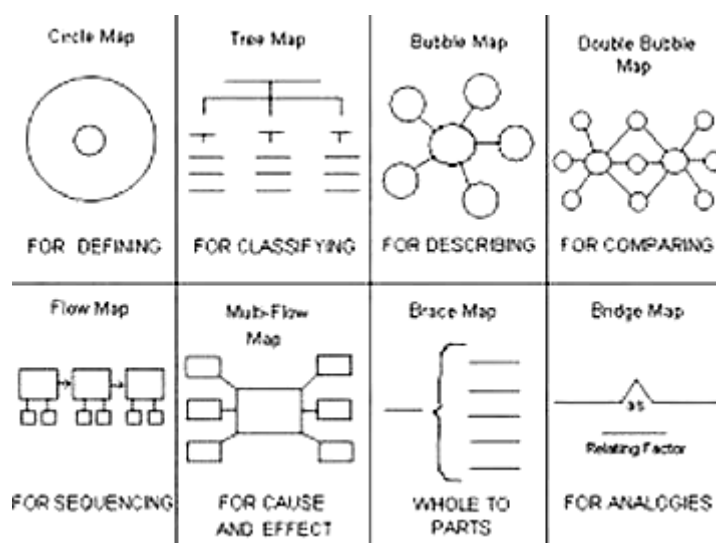 Circle Map
FOR DEFINING
Tree Map
FOR CLASSIFYING
Bubble Map
FOR DESCRIBING
Double Bubble
Map
FOR COMPARING
Flow Map
FOR SEQUENCING
Multi-Flow
Map
FOR CAUSE
AND EFFECT
Brace Map
WHOLE TO
PARTS
Bridge Map
as
Relating Factor
FOR ANALOGIES